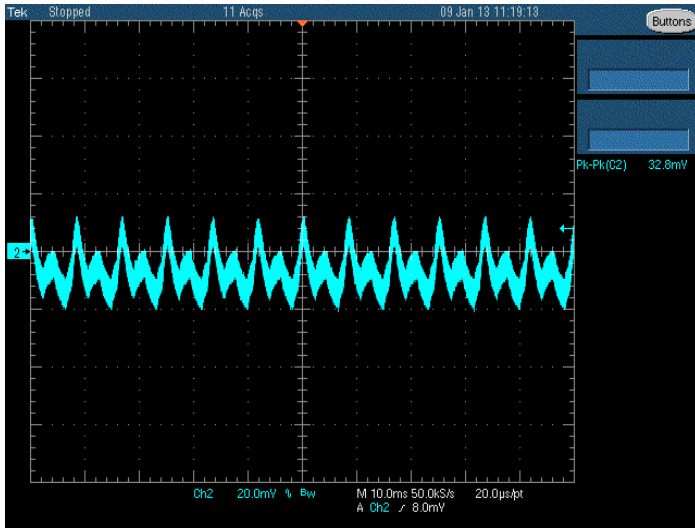 Tek Stopped 11 Acqs 09 Jan 13 11:19:13
Buttons
Pk-Pk(C2) 32.8mV
2
Ch2 20.0mV % Bw M 10.0ms 50.0kS/s 20.0µs/pt
A Ch2 / 8.0mV